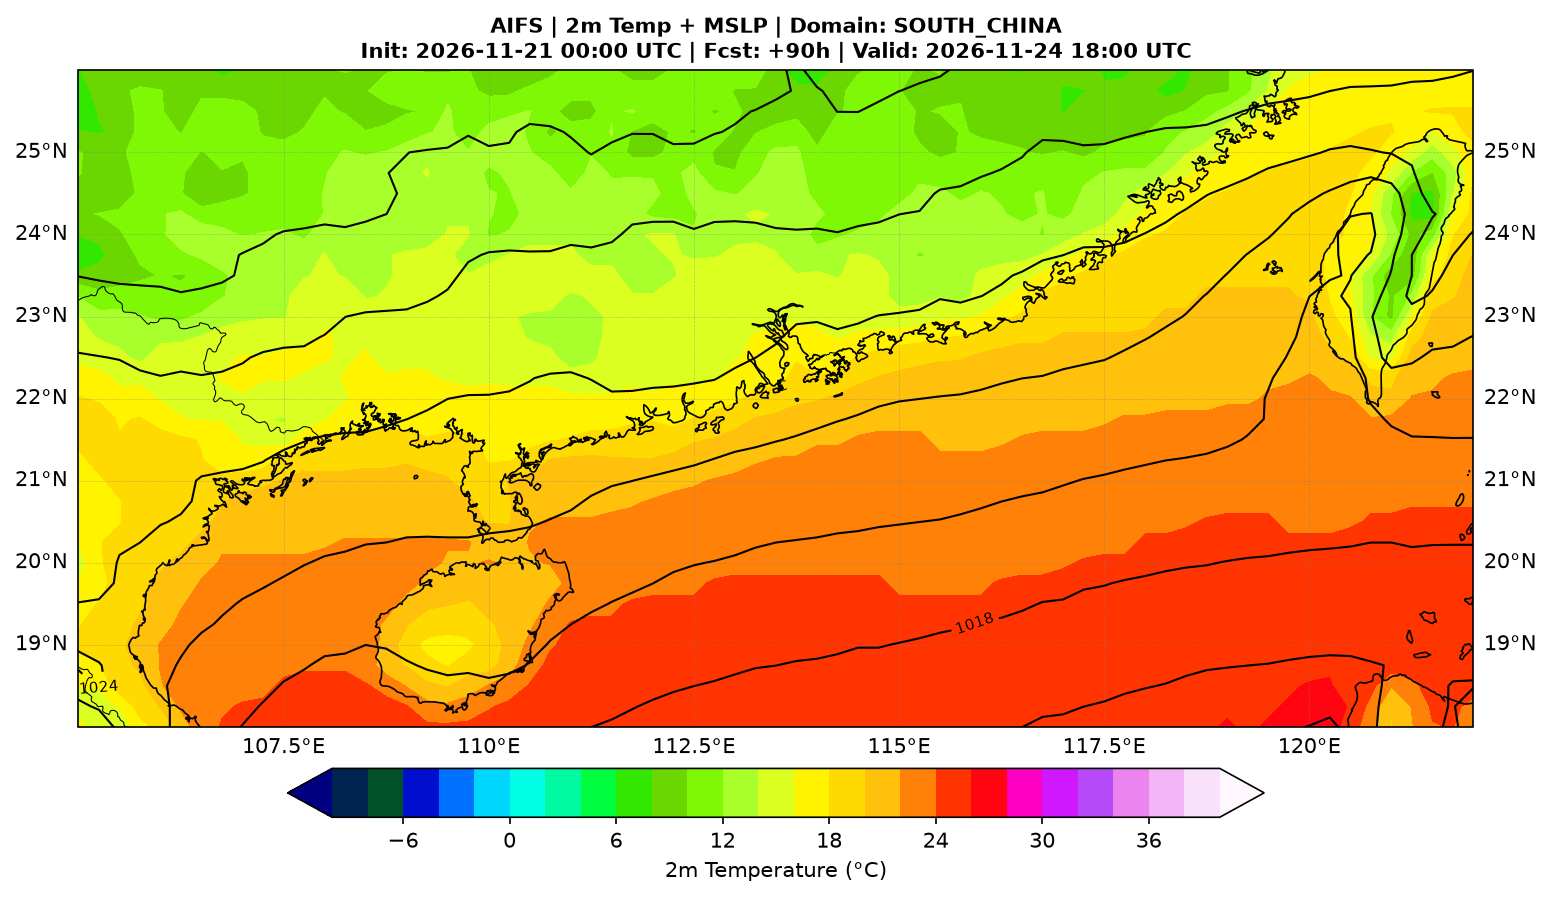 AIFS | 2m Temp + MSLP | Domain: SOUTH_CHINA
Init: 2026-11-21 00:00 UTC | Fcst: +90h | Valid: 2026-11-24 18:00 UTC
25°N 25°N
24°N 24°N
23°N 23°N
22°N 22°N
21°N 21°N
20°N 20°N
1018
19°N 19°N
1024
107.5°E 110°E 112.5°E 115°E 117.5°E 120°E
−6 0 6 12 18 24 30 36
2m Temperature (°C)